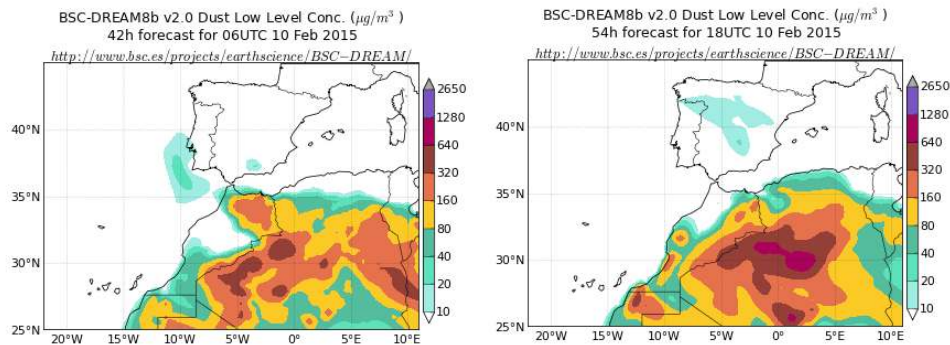 BSC-DREAM8b v2.0 Dust Low Level Conc. (μg/m³ )
42h forecast for 06UTC 10 Feb 2015
http://www.bsc.es/projects/earthscience/BSC−DREAM/
40°N
35°N
30°N
25°N
20°W
15°W
10°W
5°W
0°
5°E
10°E
2650
1280
640
320
160
80
40
20
10
BSC-DREAM8b v2.0 Dust Low Level Conc. (μg/m³ )
54h forecast for 18UTC 10 Feb 2015
http://www.bsc.es/projects/earthscience/BSC−DREAM/
40°N
35°N
30°N
25°N
20°W
15°W
10°W
5°W
0°
5°E
10°E
2650
1280
640
320
160
80
40
20
10